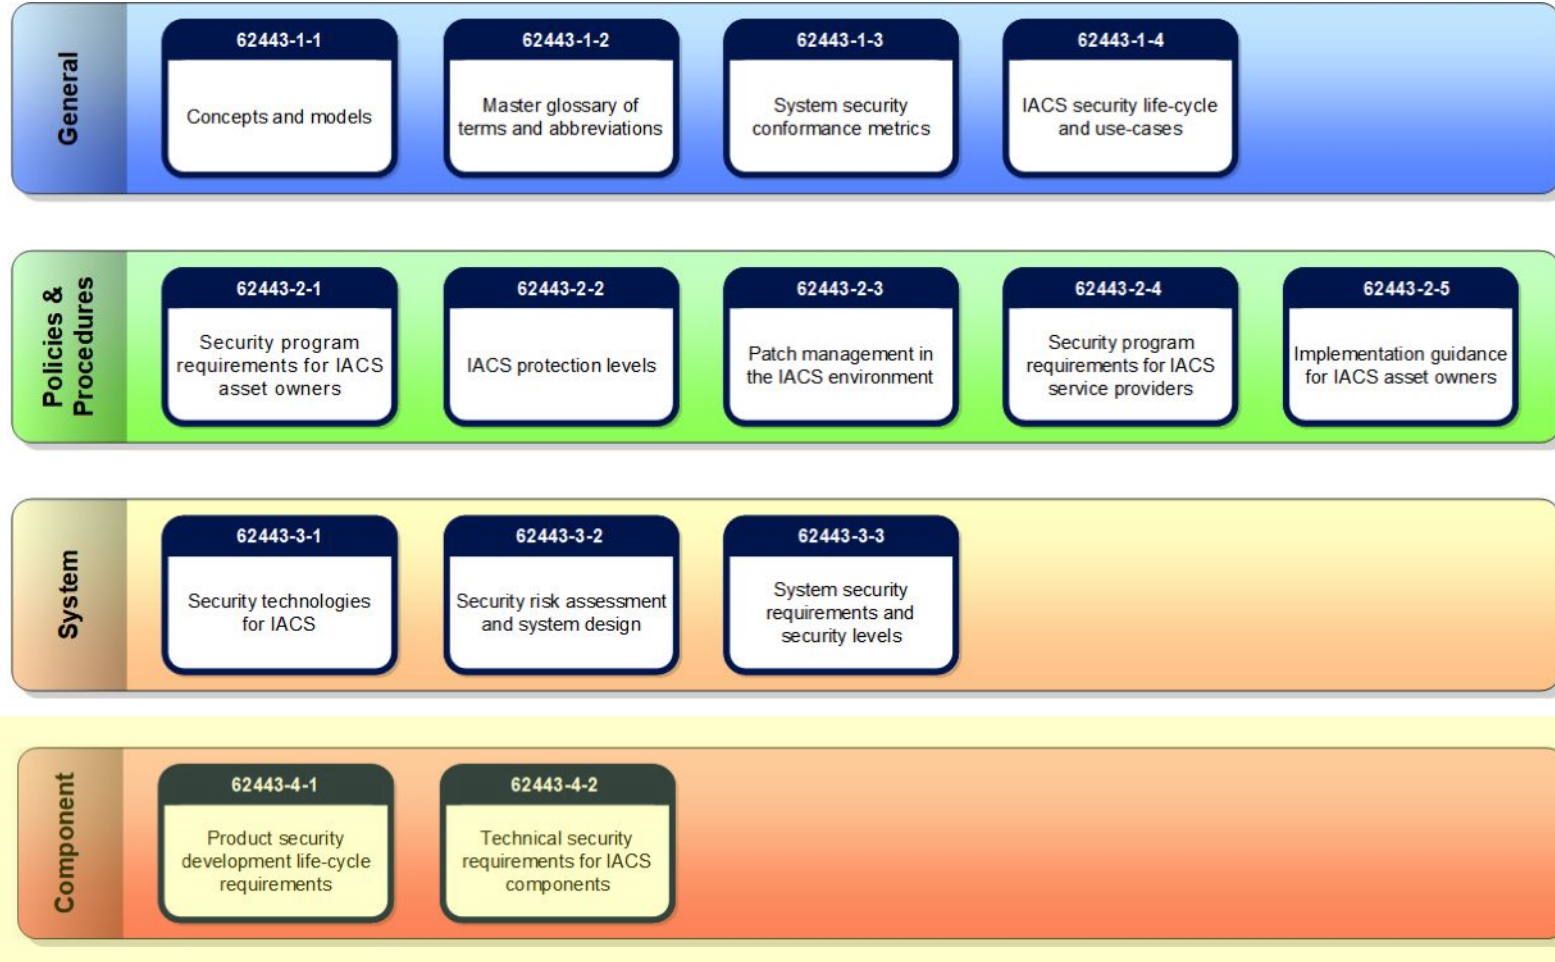 General
62443-1-1
Concepts and models
62443-1-2
Master glossary of
terms and abbreviations
62443-1-3
System security
conformance metrics
62443-1-4
IACS security life-cycle
and use-cases
Policies &
Procedures
62443-2-1
Security program
requirements for IACS
asset owners
62443-2-2
IACS protection levels
62443-2-3
Patch management in
the IACS environment
62443-2-4
Security program
requirements for IACS
service providers
62443-2-5
Implementation guidance
for IACS asset owners
System
62443-3-1
Security technologies
for IACS
62443-3-2
Security risk assessment
and system design
62443-3-3
System security
requirements and
security levels
Component
62443-4-1
Product security
development life-cycle
requirements
62443-4-2
Technical security
requirements for IACS
components